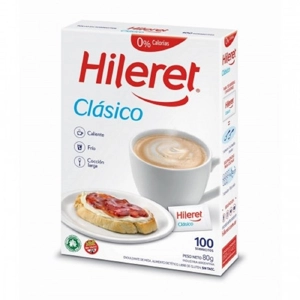 0% Calorías
Hileret
Clásico
Caliente
Frío
Cocción
larga
Hileret
Clásico
100
PESO NETO 80g